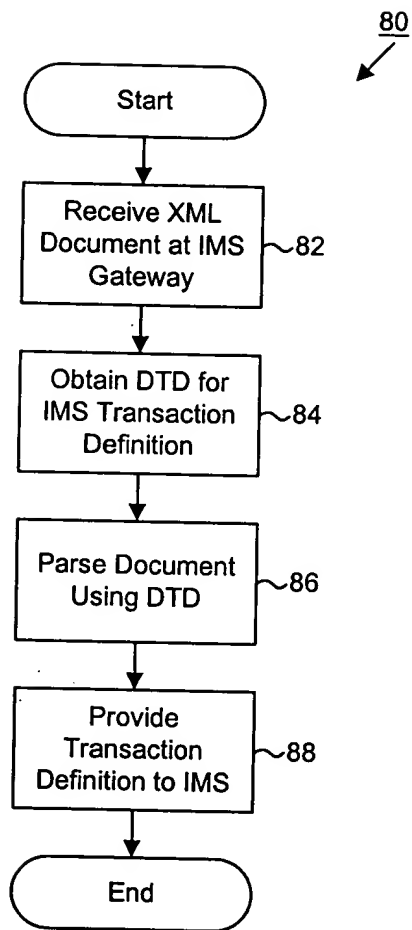 80
Start
Receive XML
Document at IMS
Gateway
82
Obtain DTD for
IMS Transaction
Definition
84
Parse Document
Using DTD
86
Provide
Transaction
Definition to IMS
88
End